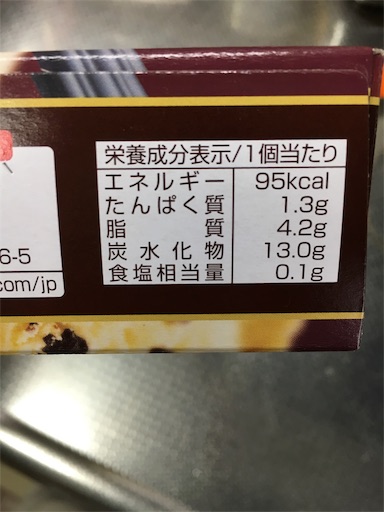 栄養成分表示/1個当たり
エネルギー 95kcal
たんぱく質 1.3g
脂質 4.2g
炭水化物 13.0g
食塩相当量 0.1g
6-5
com/jp